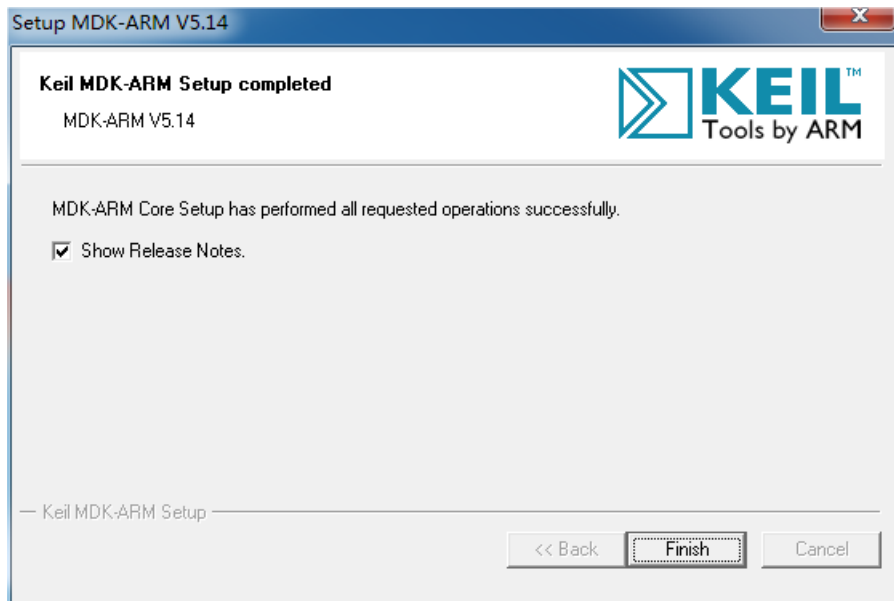 Setup MDK-ARM V5.14
Keil MDK-ARM Setup completed
MDK-ARM V5.14
KEIL™
Tools by ARM
MDK-ARM Core Setup has performed all requested operations successfully.
Show Release Notes.
Keil MDK-ARM Setup
<< Back Finish Cancel